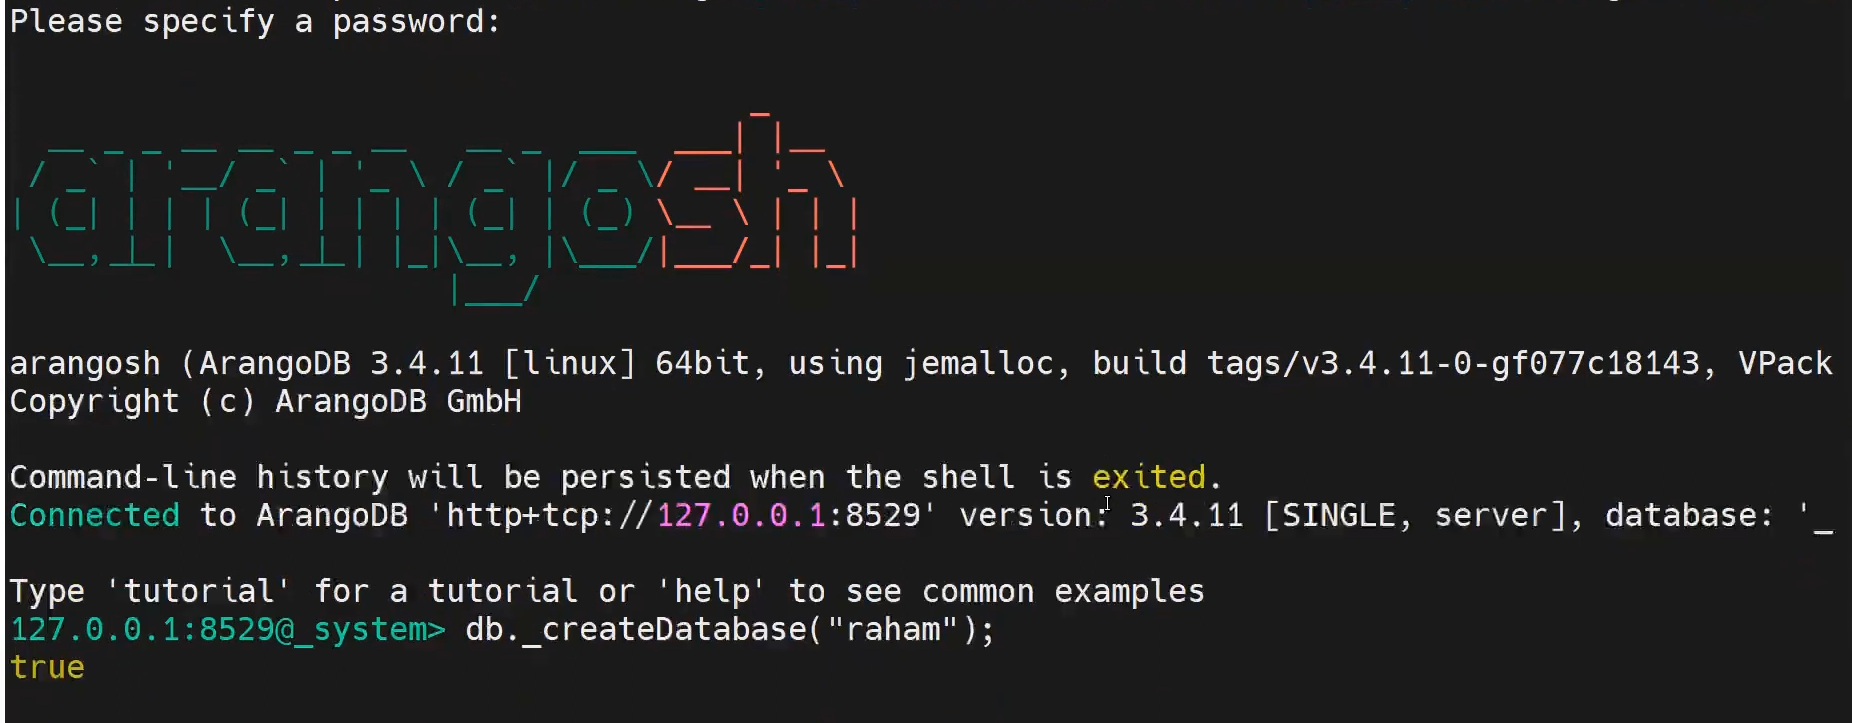 Please specify a password:
arangosh
arangosh (ArangoDB 3.4.11 [linux] 64bit, using jemalloc, build tags/v3.4.11-0-gf077c18143, VPack
Copyright (c) ArangoDB GmbH
Command-line history will be persisted when the shell is exited.
Connected to ArangoDB 'http+tcp://127.0.0.1:8529' version: 3.4.11 [SINGLE, server], database: '_
Type 'tutorial' for a tutorial or 'help' to see common examples
127.0.0.1:8529@_system> db._createDatabase("raham");
true